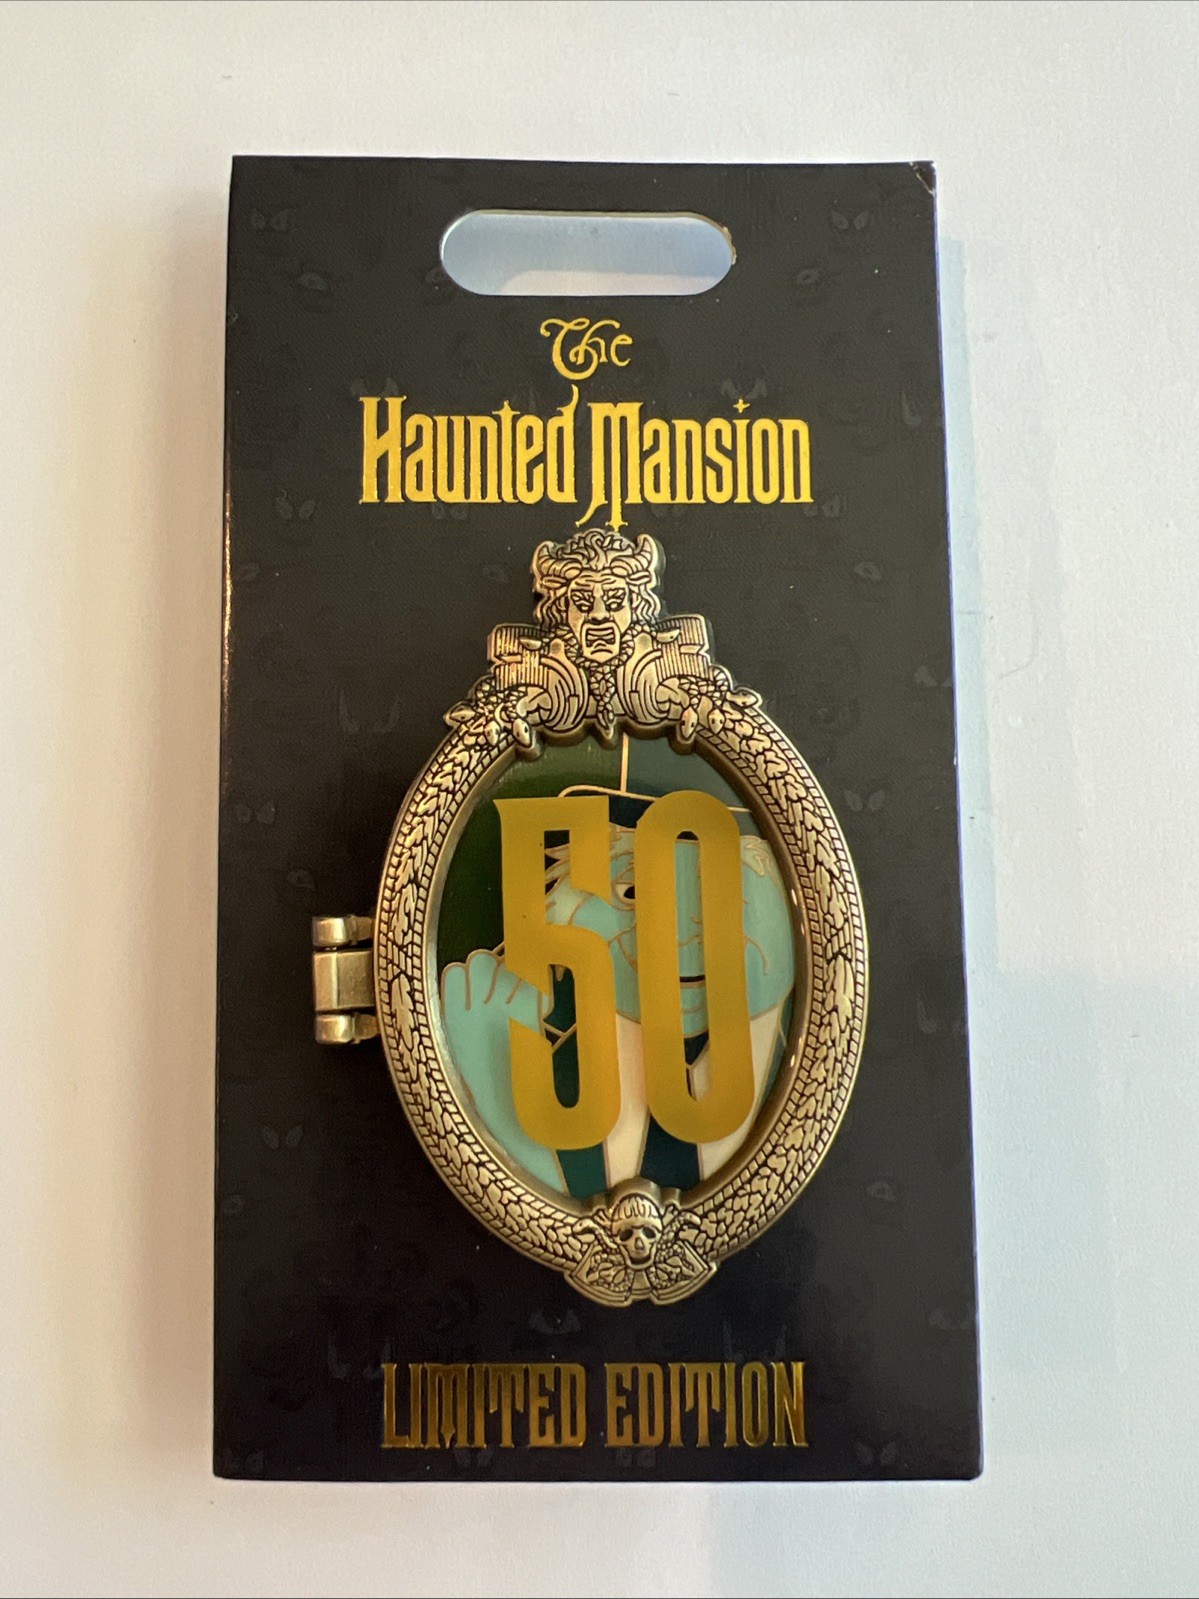 The
Haunted Mansion
50
LIMITED EDITION